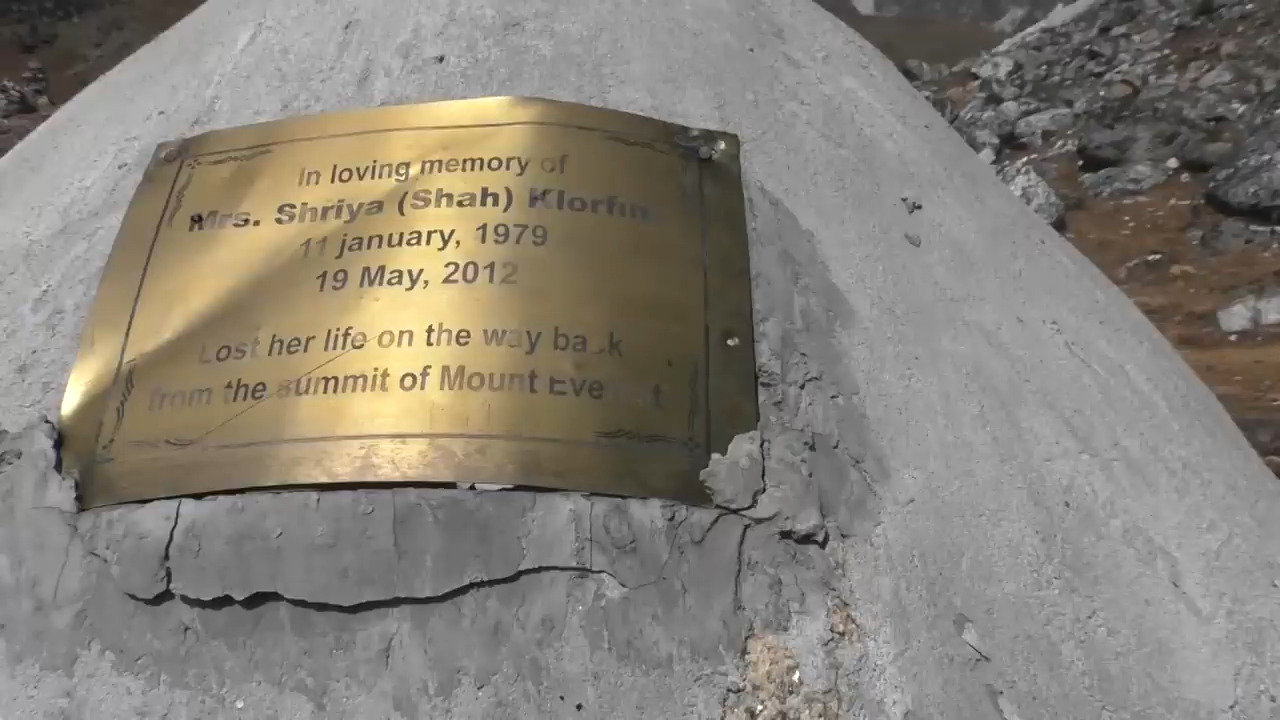 In loving memory of
Mrs. Shriya (Shah) Klorfin
11 january, 1979
19 May, 2012
Lost her life on the way back
from the summit of Mount Everest